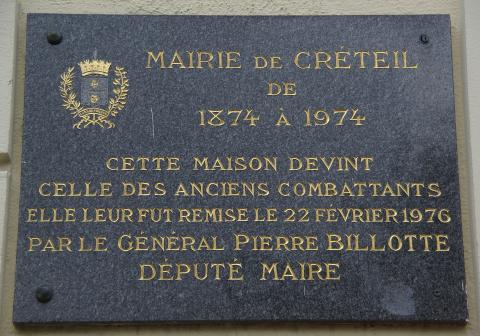 MAIRIE DE CRÉTEIL
DE
1874 À 1974
CETTE MAISON DEVINT
CELLE DES ANCIENS COMBATTANTS
ELLE LEUR FUT REMISE LE 22 FÉVRIER 1976
PAR LE GÉNÉRAL PIERRE BILLOTTE
DÉPUTÉ MAIRE